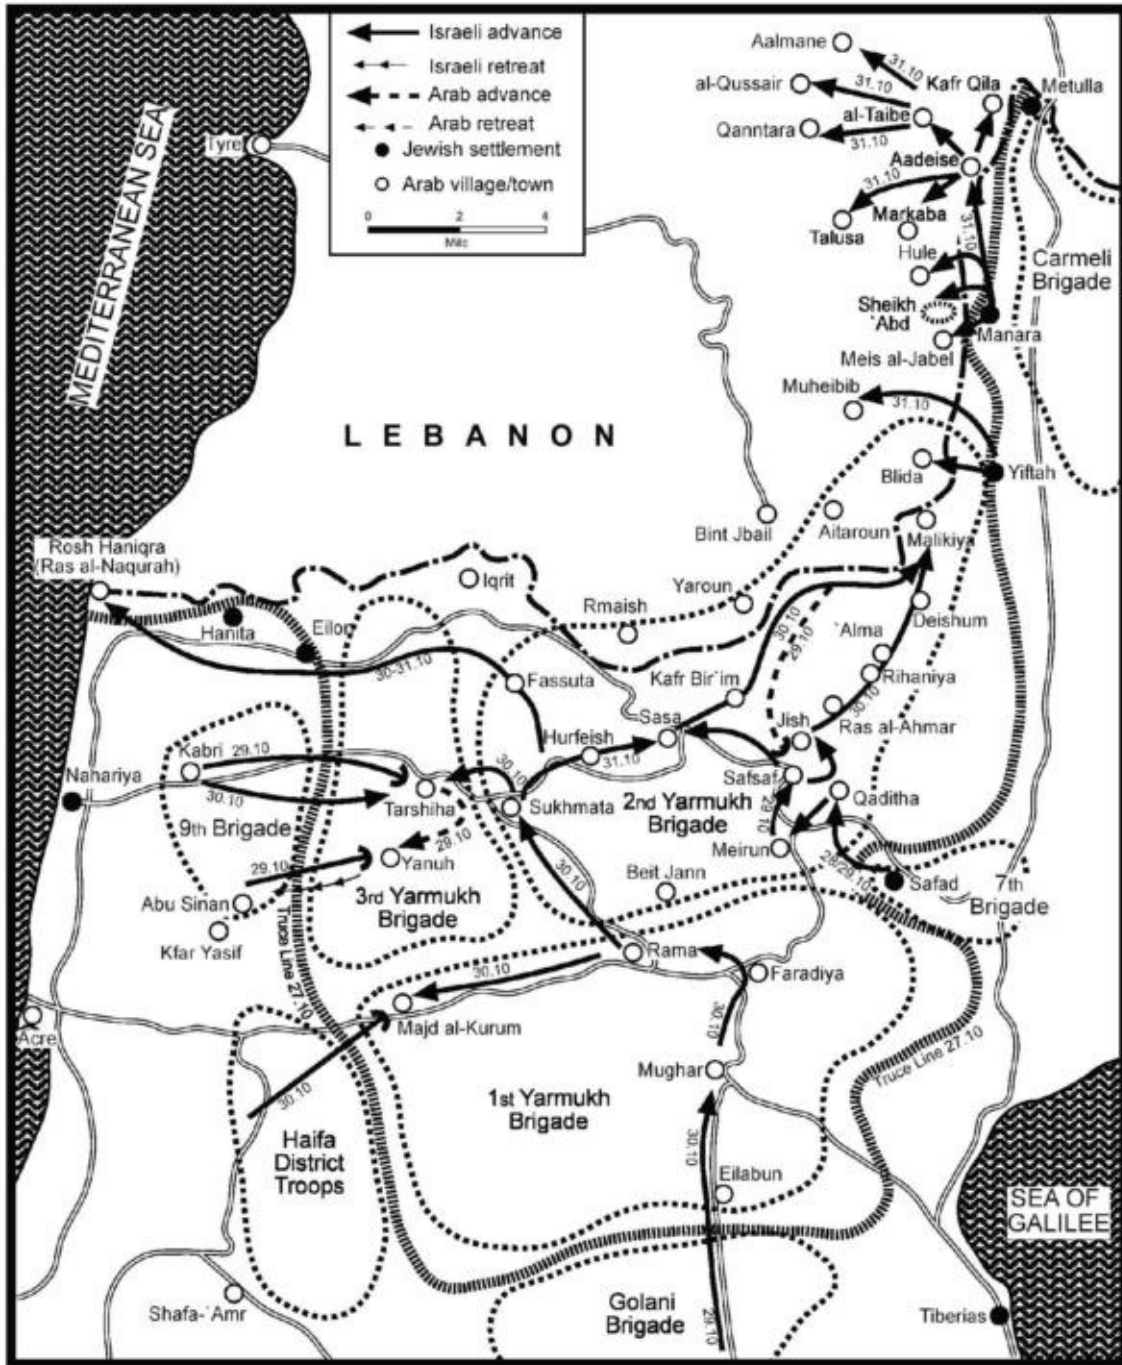 Israeli advance
Israeli retreat
Arab advance
Arab retreat
Jewish settlement
Arab village/town
0 2 4
Mile
MEDITERRANEAN SEA
Tyre
Aalmane
31.10
al-Qussair
31.10
Kafr Qila
Metulla
al-Taibe
Qanntara
31.10
Aadeise
31.10
Markaba
Talusa
31.10
Hule
Carmeli
Brigade
Sheikh
`Abd
Manara
Meis al-Jabel
Muheibib
31.10
LEBANON
Blida
Yiftah
Bint Jbail
Aitaroun
Malikiya
Rosh Haniqra
(Ras al-Naqurah)
Iqrit
Yaroun
Rmaish
Hanita
Eilon
30.10
29.10
Deishum
`Alma
30-31.10
Fassuta
Kafr Bir`im
Rihaniya
30.10
Sasa
Jish
Ras al-Ahmar
Hurfeish
31.10
Kabri
29.10
30.10
Nahariya
30.10
Tarshiha
Sukhmata
Safsaf
2nd Yarmukh
Brigade
29.10
Qaditha
9th Brigade
29.10
Yanuh
29.10
Meirun
28/29.10
Safad
7th
Brigade
Beit Jann
30.10
3rd Yarmukh
Brigade
Abu Sinan
Kfar Yasif
Truce Line 27.10
Rama
30.10
Faradiya
Majd al-Kurum
Acre
30.10
30.10
Mughar
Truce Line 27.10
1st Yarmukh
Brigade
30.10
Haifa
District
Troops
Eilabun
SEA OF
GALILEE
Shafa-`Amr
Golani
Brigade
29.10
Tiberias